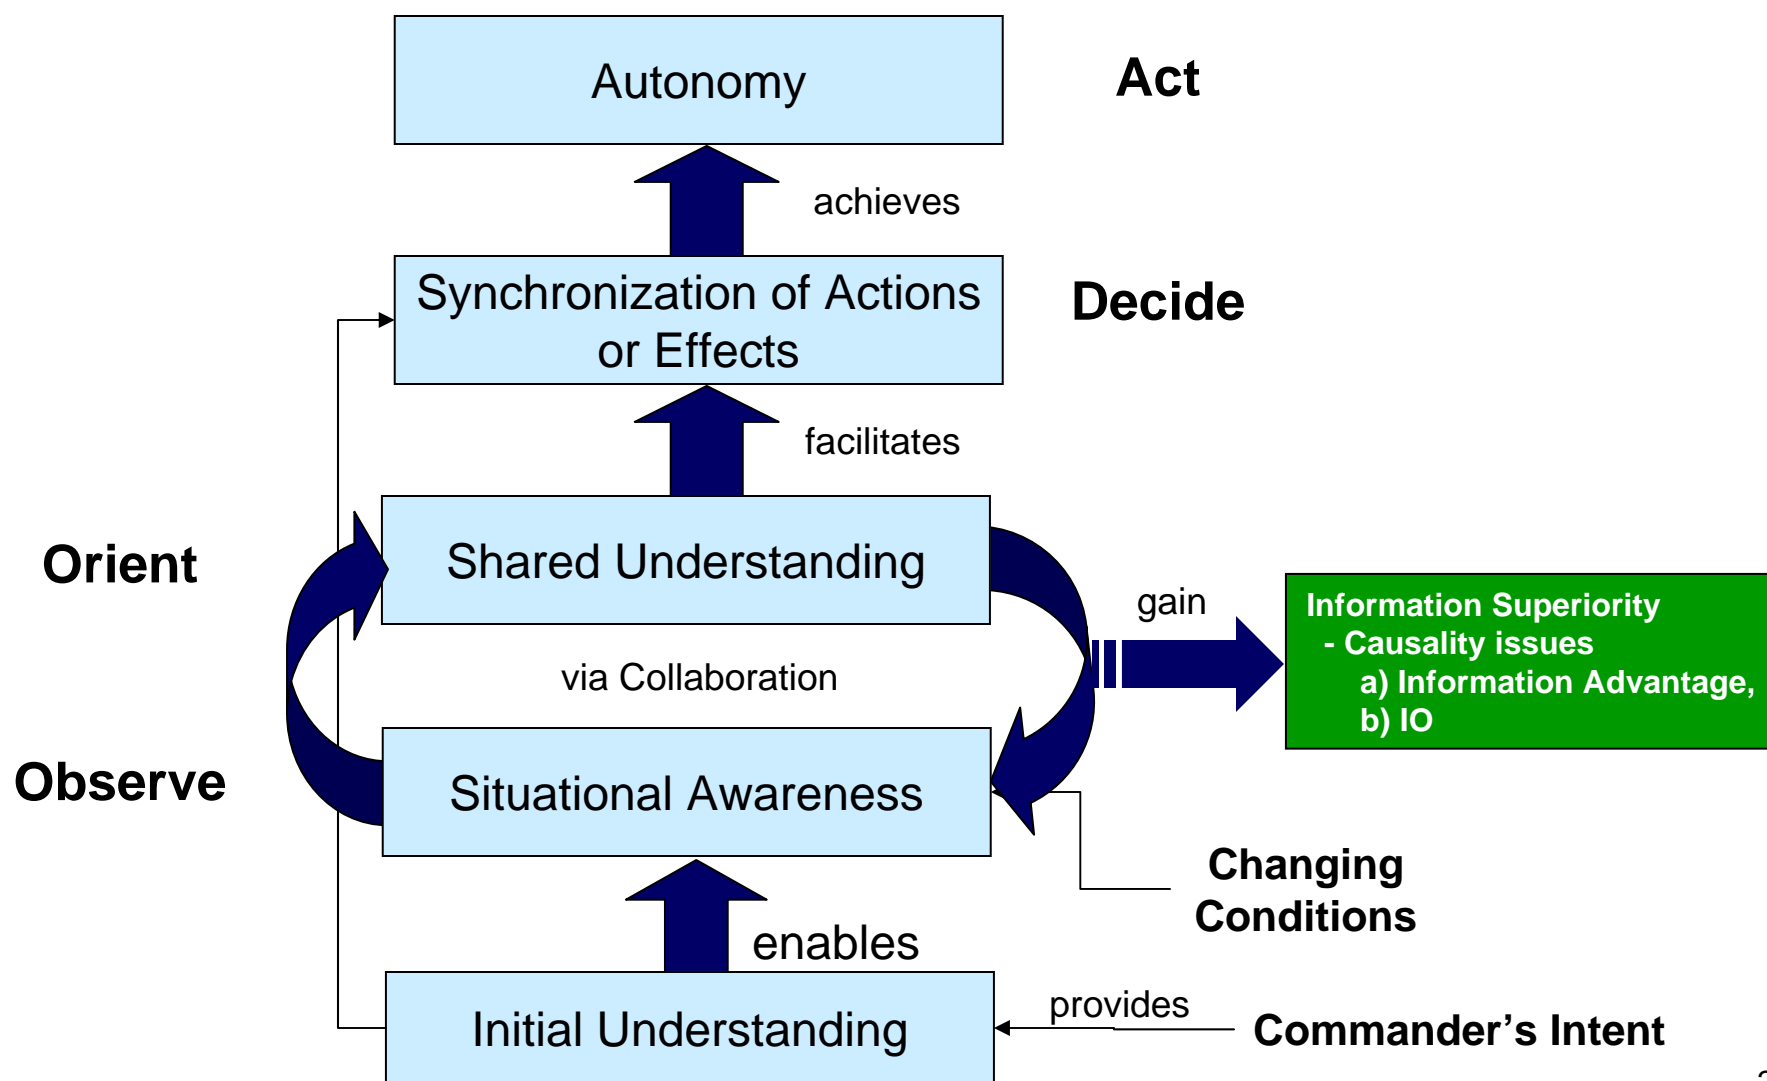 Autonomy
Act
achieves
Synchronization of Actions
or Effects
Decide
facilitates
Orient
Shared Understanding
gain
Information Superiority
- Causality issues
a) Information Advantage,
b) IO
via Collaboration
Observe
Situational Awareness
Changing
Conditions
enables
Initial Understanding
provides
Commander’s Intent